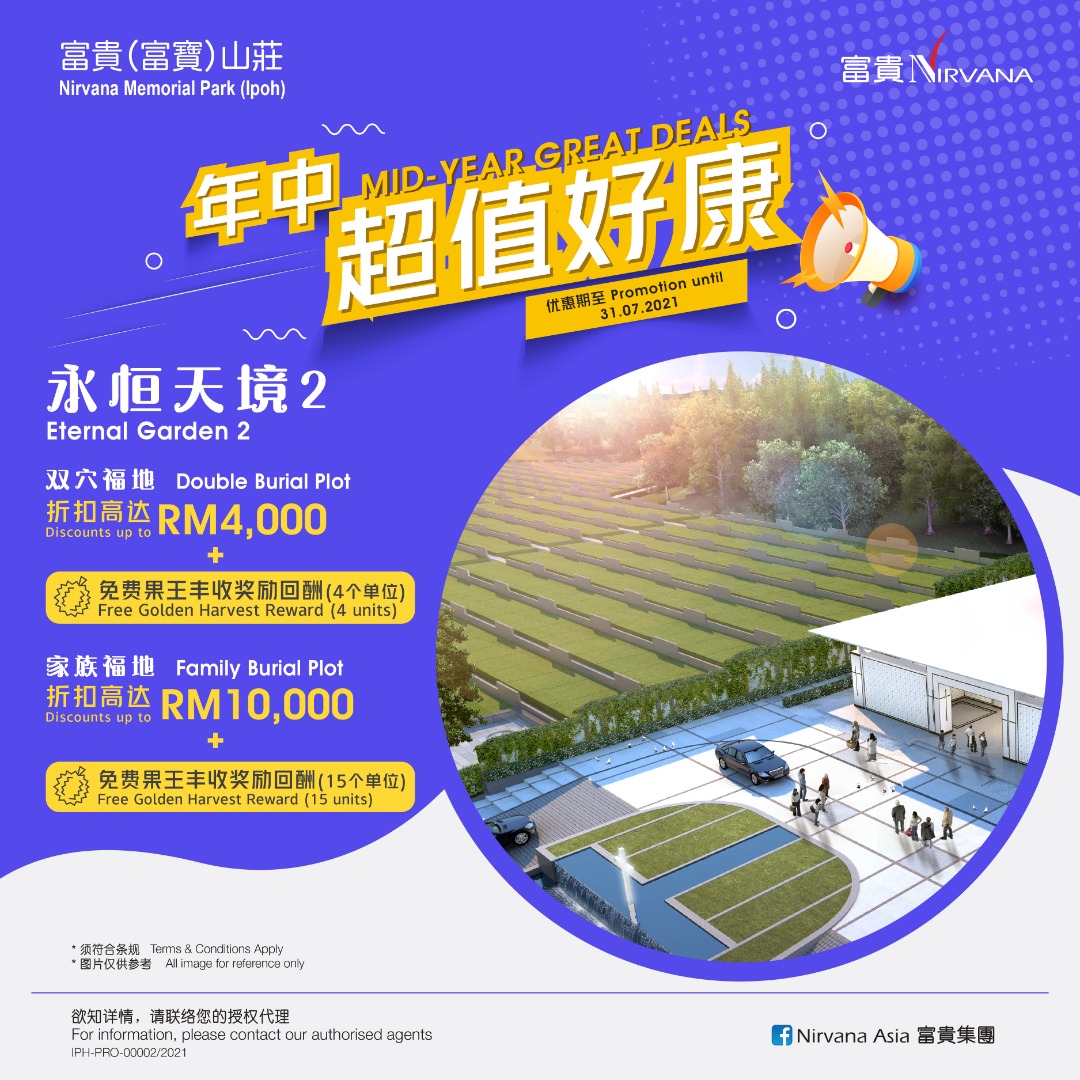 富貴(富寶)山莊
Nirvana Memorial Park (Ipoh)
富貴 NIRVANA
年中
MID-YEAR GREAT DEALS
超值好康
优惠期至 Promotion until
31.07.2021
永恒天境2
Eternal Garden 2
双穴福地 Double Burial Plot
折扣高达
Discounts up to
RM4,000
+
免费果王丰收奖励回酬(4个单位)
Free Golden Harvest Reward (4 units)
家族福地 Family Burial Plot
折扣高达
Discounts up to
RM10,000
+
免费果王丰收奖励回酬(15个单位)
Free Golden Harvest Reward (15 units)
* 须符合条规 Terms & Conditions Apply
* 图片仅供参考 All image for reference only
欲知详情，请联络您的授权代理
For information, please contact our authorised agents
IPH-PRO-00002/2021
Nirvana Asia 富貴集團